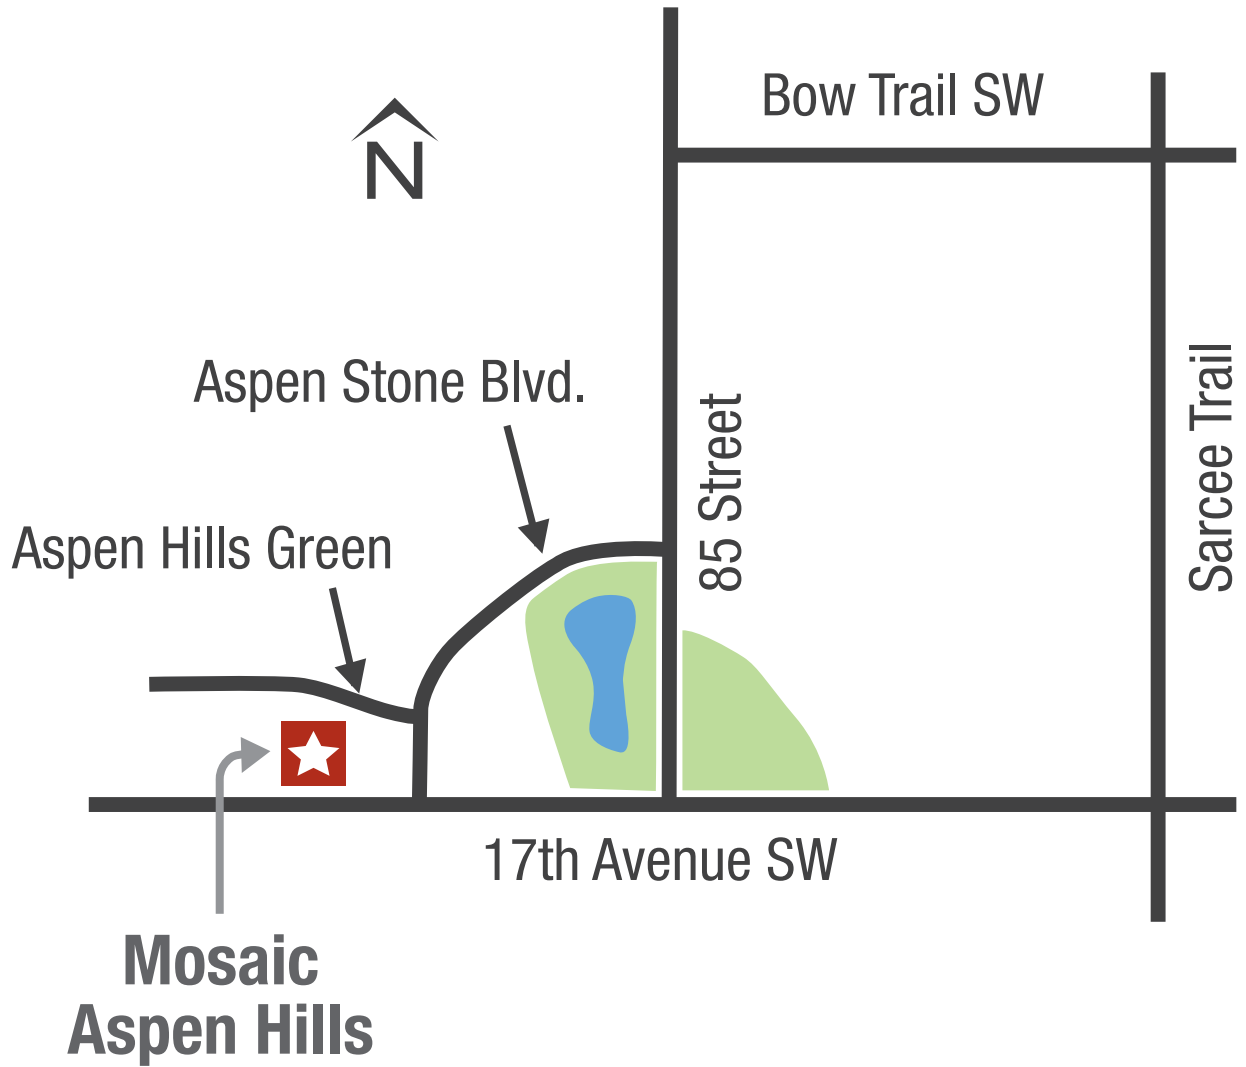 Bow Trail SW
N
Aspen Stone Blvd.
85 Street
Sarcee Trail
Aspen Hills Green
17th Avenue SW
Mosaic
Aspen Hills